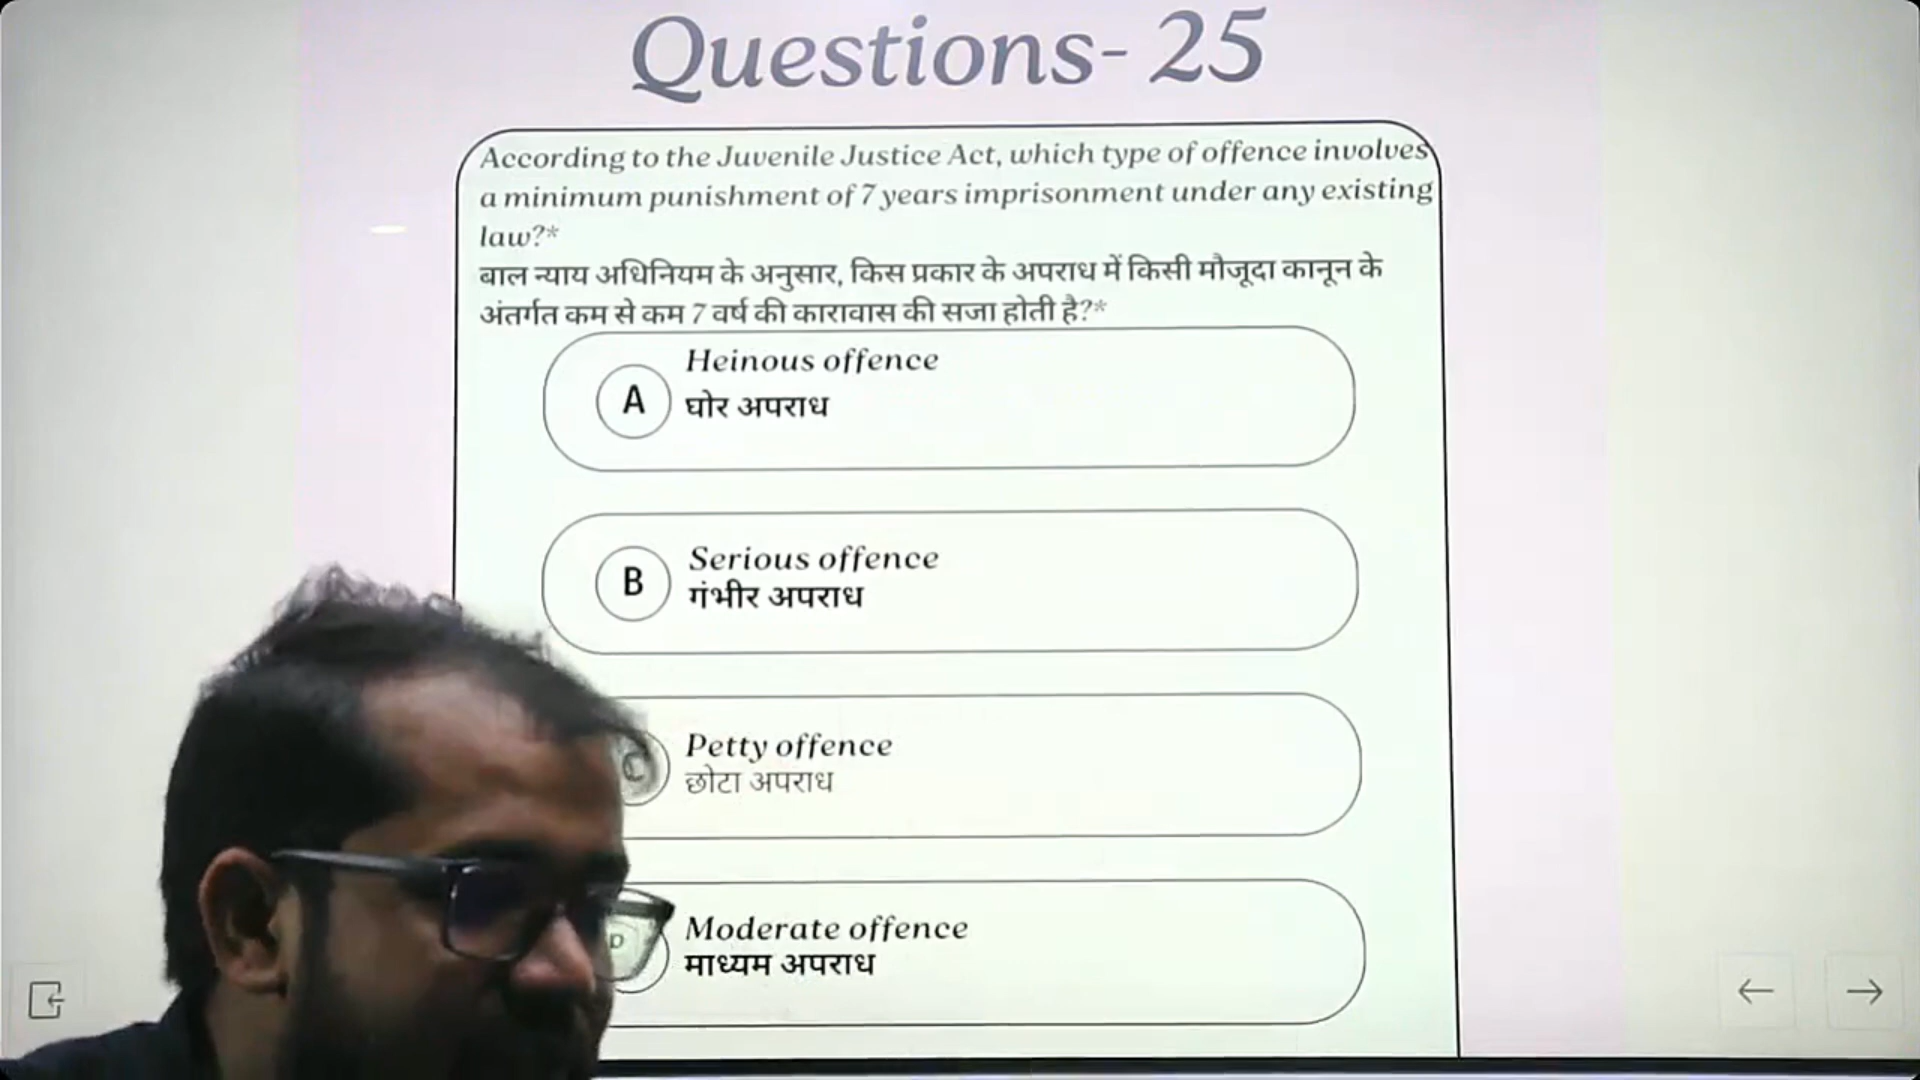 Questions- 25
According to the Juvenile Justice Act, which type of offence involves
a minimum punishment of 7 years imprisonment under any existing
law?*
बाल न्याय अधिनियम के अनुसार, किस प्रकार के अपराध में किसी मौजूदा कानून के
अंतर्गत कम से कम 7 वर्ष की कारावास की सजा होती है?*
A
Heinous offence
घोर अपराध
B
Serious offence
गंभीर अपराध
C
Petty offence
छोटा अपराध
D
Moderate offence
माध्यम अपराध